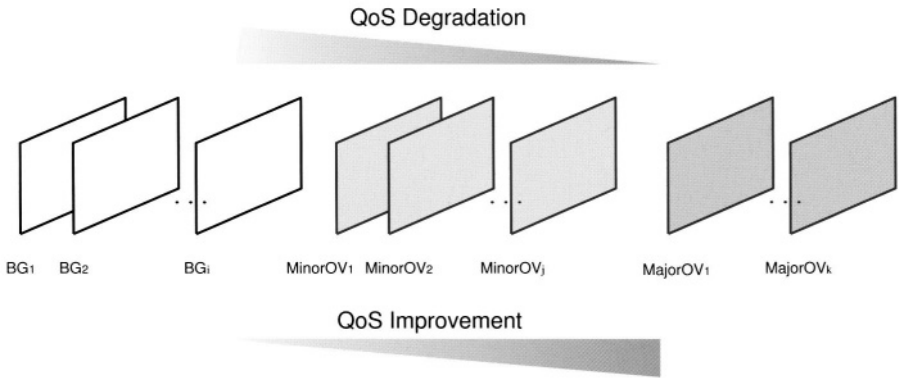 QoS Degradation
. . .
. . .
. . .
BG₁ BG₂ BGᵢ MinorOV₁ MinorOV₂ MinorOVⱼ MajorOV₁ MajorOVₖ
QoS Improvement